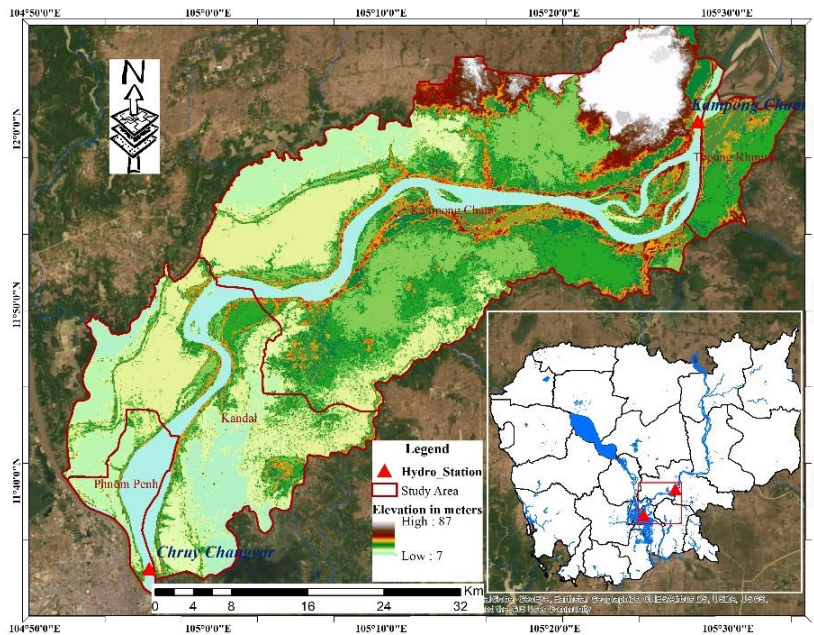 104°50'0"E 105°0'0"E 105°10'0"E 105°20'0"E 105°30'0"E
N
12°0'0"N
11°50'0"N
11°40'0"N
Kampong Cham
Kampong Cham
Kandal
Phnom Penh
Chruy Changvar
Legend
Hydro_Station
Study Area
Elevation in meters
High : 87
Low : 7
0 4 8 16 24 32 Km
104°50'0"E 105°0'0"E 105°10'0"E 105°20'0"E 105°30'0"E